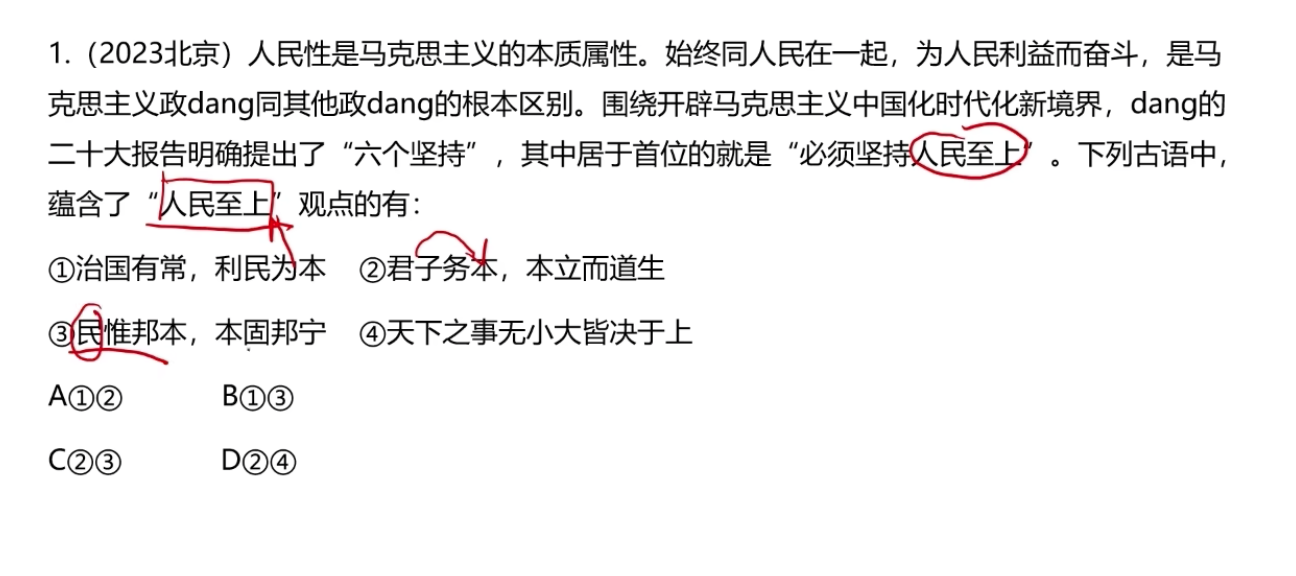 1.（2023北京）人民性是马克思主义的本质属性。始终同人民在一起，为人民利益而奋斗，是马
克思主义政dang同其他政dang的根本区别。围绕开辟马克思主义中国化时代化新境界，dang的
二十大报告明确提出了“六个坚持”，其中居于首位的就是“必须坚持人民至上”。下列古语中，
蕴含了“人民至上”观点的有：
①治国有常，利民为本 ②君子务本，本立而道生
③民惟邦本，本固邦宁 ④天下之事无小大皆决于上
A①② B①③
C②③ D②④